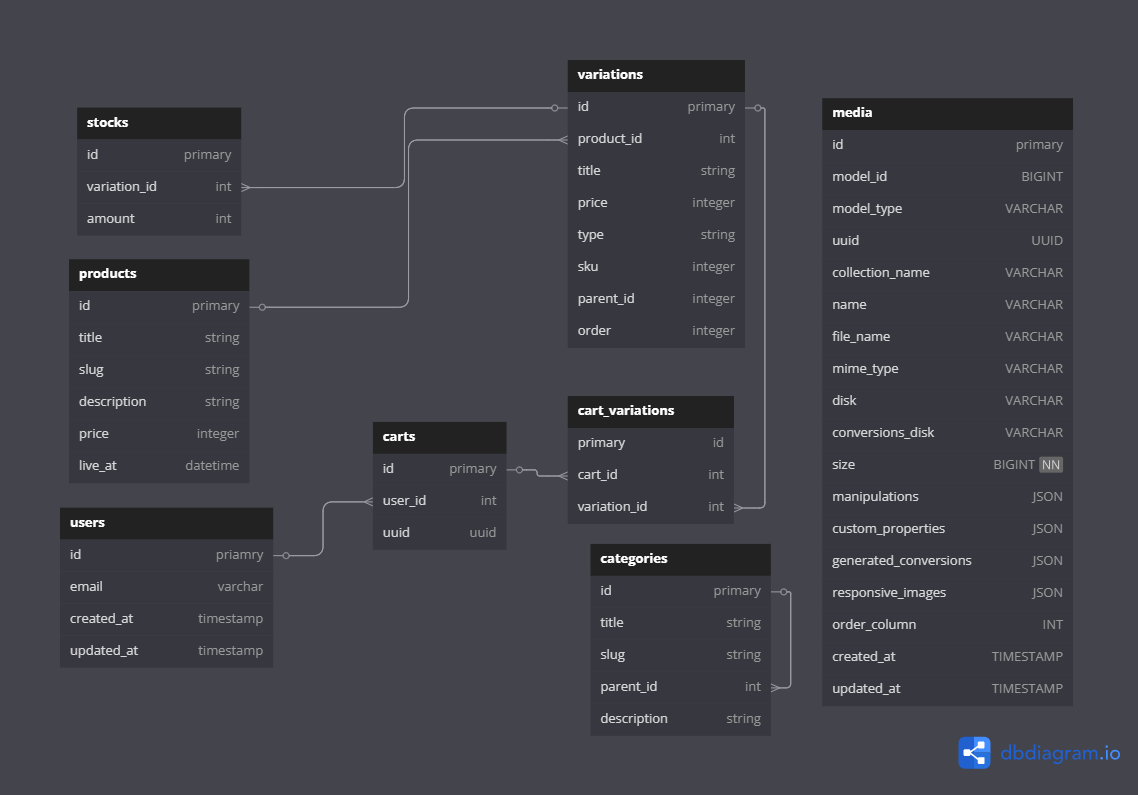 stocks
id primary
variation_id int
amount int
products
id primary
title string
slug string
description string
price integer
live_at datetime
users
id priamry
email varchar
created_at timestamp
updated_at timestamp
carts
id primary
user_id int
uuid uuid
variations
id primary
product_id int
title string
price integer
type string
sku integer
parent_id integer
order integer
cart_variations
primary id
cart_id int
variation_id int
categories
id primary
title string
slug string
parent_id int
description string
media
id primary
model_id BIGINT
model_type VARCHAR
uuid UUID
collection_name VARCHAR
name VARCHAR
file_name VARCHAR
mime_type VARCHAR
disk VARCHAR
conversions_disk VARCHAR
size BIGINT NN
manipulations JSON
custom_properties JSON
generated_conversions JSON
responsive_images JSON
order_column INT
created_at TIMESTAMP
updated_at TIMESTAMP
dbdiagram.io